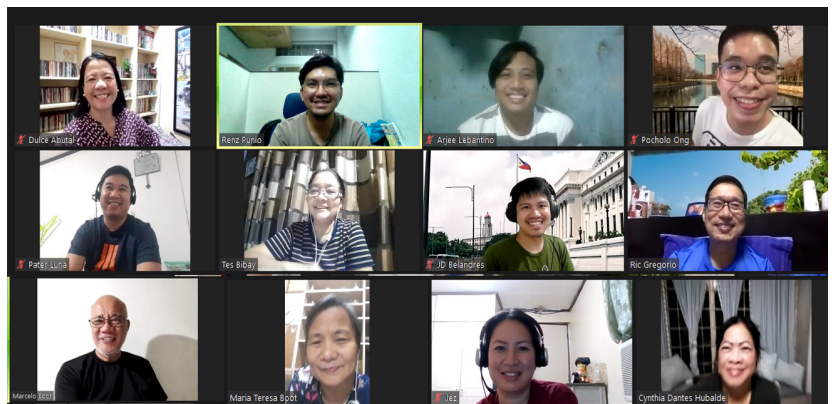 Dulce Abutal
Renz Punio
Arjee Lebantino
Pocholo Ong
Pater Luna
Tes Bibay
JD Belandres
Ric Gregorio
Marcelo
Maria Teresa
Jez
Cynthia Dantes Hubalde